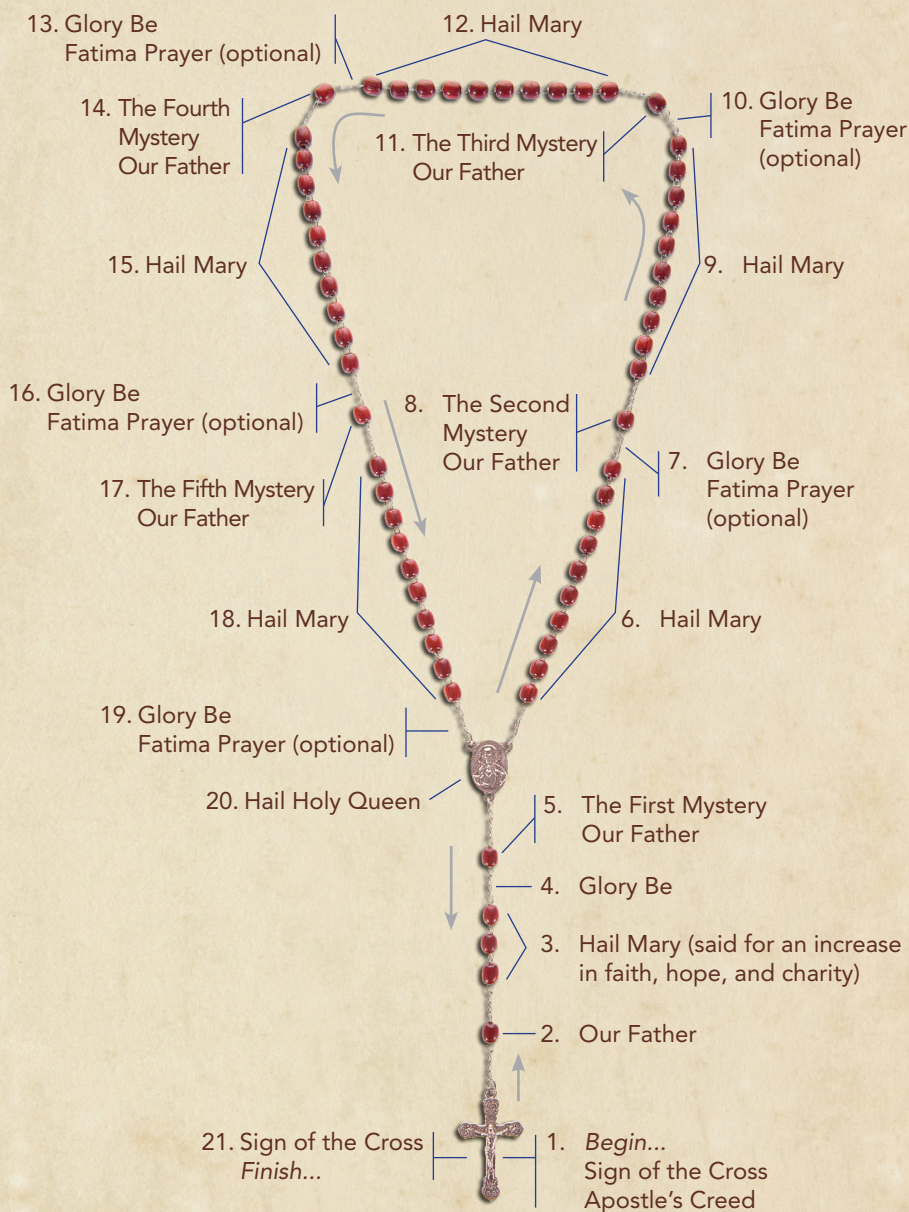 13. Glory Be
Fatima Prayer (optional)
12. Hail Mary
14. The Fourth
Mystery
Our Father
11. The Third Mystery
Our Father
10. Glory Be
Fatima Prayer
(optional)
15. Hail Mary
9. Hail Mary
16. Glory Be
Fatima Prayer (optional)
8. The Second
Mystery
Our Father
17. The Fifth Mystery
Our Father
7. Glory Be
Fatima Prayer
(optional)
18. Hail Mary
6. Hail Mary
19. Glory Be
Fatima Prayer (optional)
20. Hail Holy Queen
5. The First Mystery
Our Father
4. Glory Be
3. Hail Mary (said for an increase
in faith, hope, and charity)
2. Our Father
21. Sign of the Cross
Finish...
1. Begin...
Sign of the Cross
Apostle's Creed